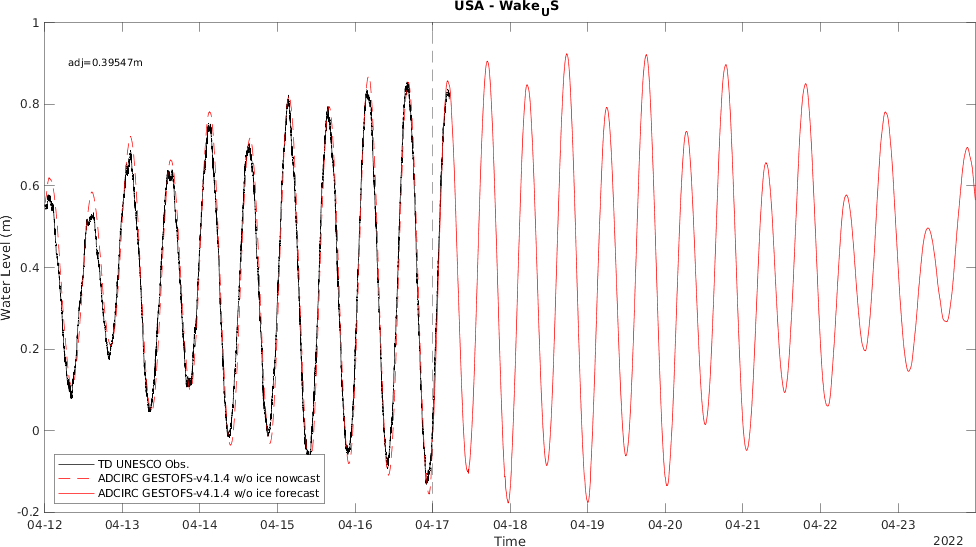 USA - Wake_US
adj=0.39547m
1
0.8
0.6
0.4
0.2
0
-0.2
Water Level (m)
TD UNESCO Obs.
ADCIRC GESTOFS-v4.1.4 w/o ice nowcast
ADCIRC GESTOFS-v4.1.4 w/o ice forecast
04-12 04-13 04-14 04-15 04-16 04-17 04-18 04-19 04-20 04-21 04-22 04-23
Time
2022